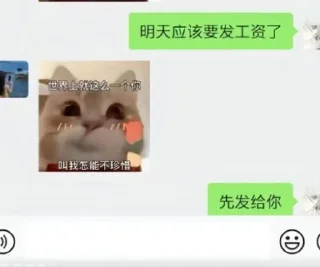 明天应该要发工资了
世界上就这么一个你
叫我怎能不珍惜
先发给你